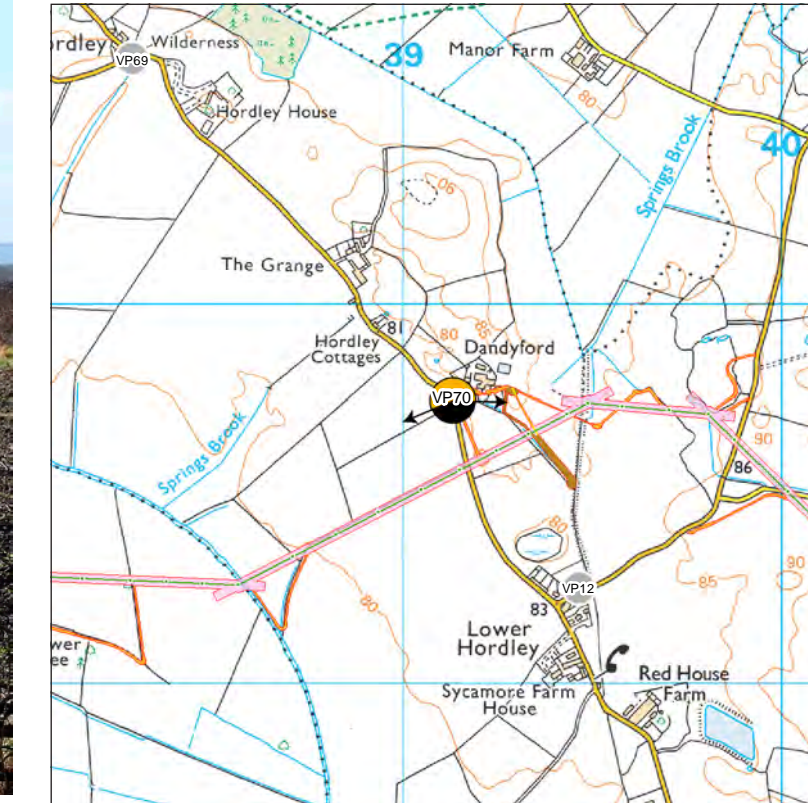 ordley
Wilderness
VP69
39
Manor Farm
80
Hordley House
40
Springs Brook
90
The Grange
81
80
85
Hordley
Cottages
Dandyford
VP70
Springs Brook
90
86
80
80
85
90
VP12
83
Lower
Hordley
wer
ee
Sycamore Farm
House
Red House
Farm